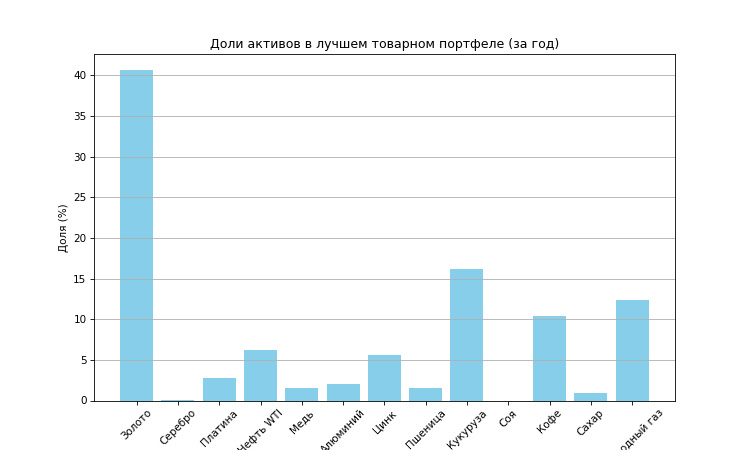 Доли активов в лучшем товарном портфеле (за год)
Доля (%)
40
35
30
25
20
15
10
5
0
Золото
Серебро
Платина
Нефть WTI
Медь
Алюминий
Цинк
Пшеница
Кукуруза
Соя
Кофе
Сахар
одный газ